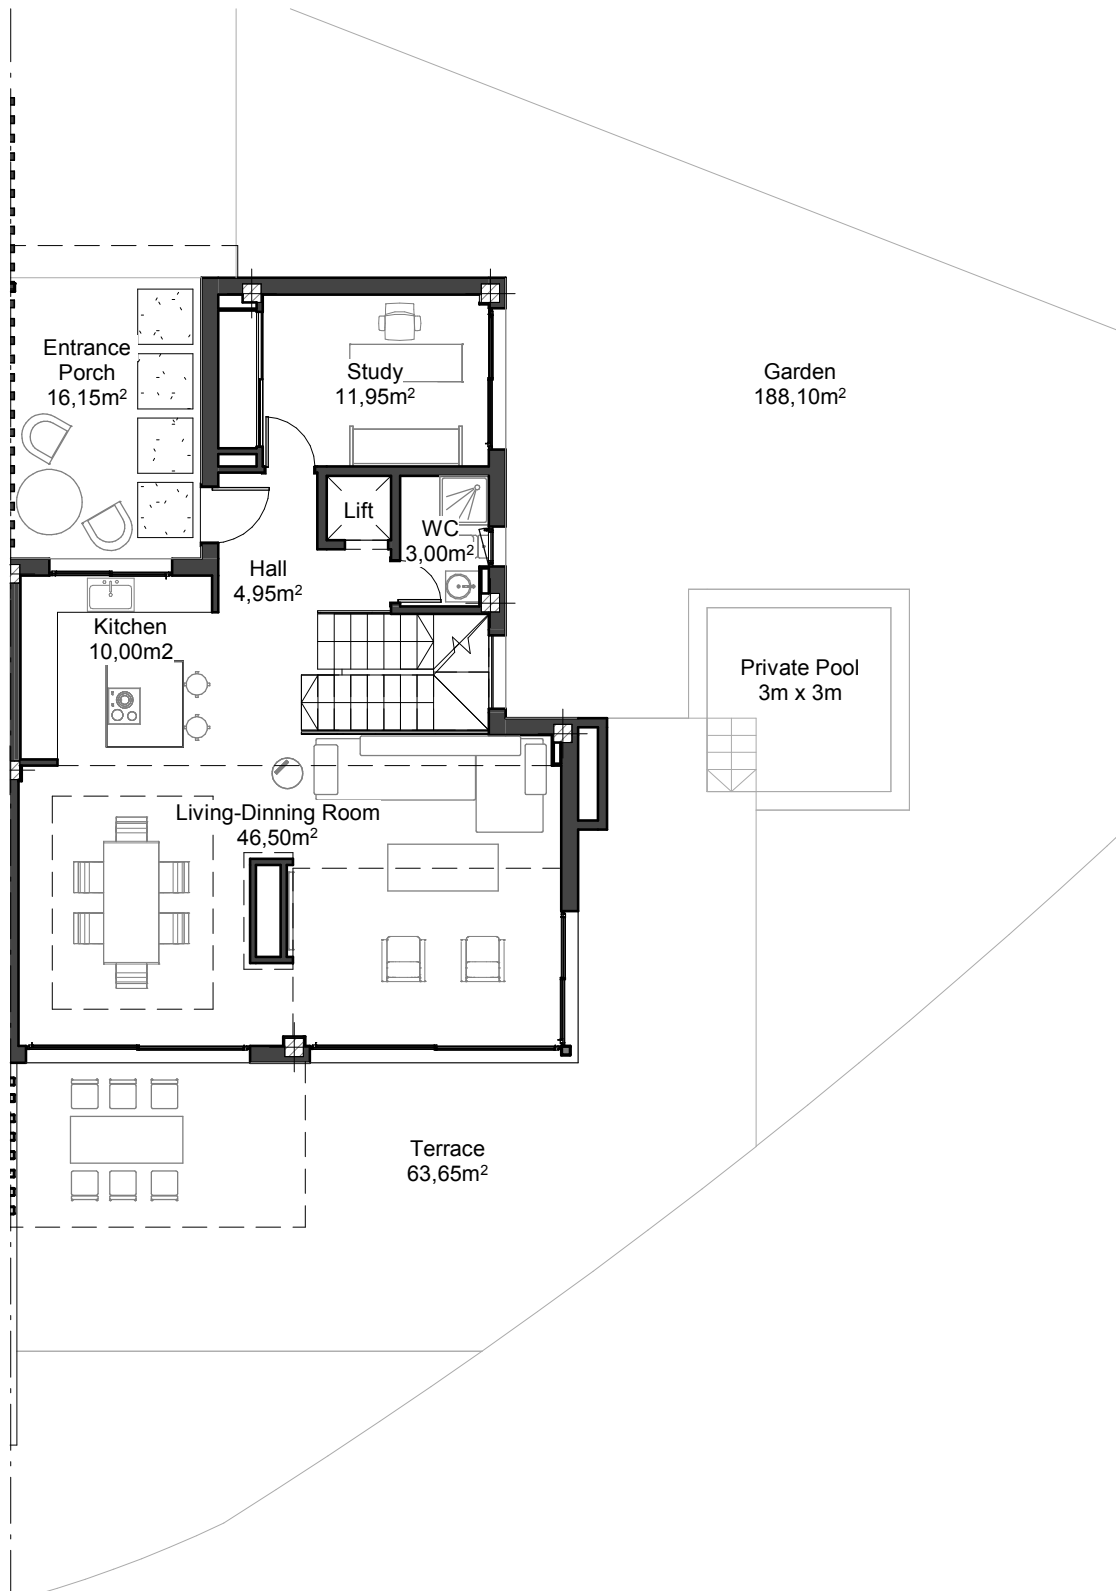 Entrance
Porch
16,15m²
Study
11,95m²
Garden
188,10m²
Lift
WC
3,00m²
Hall
4,95m²
Kitchen
10,00m2
Private Pool
3m x 3m
Living-Dinning Room
46,50m²
Terrace
63,65m²